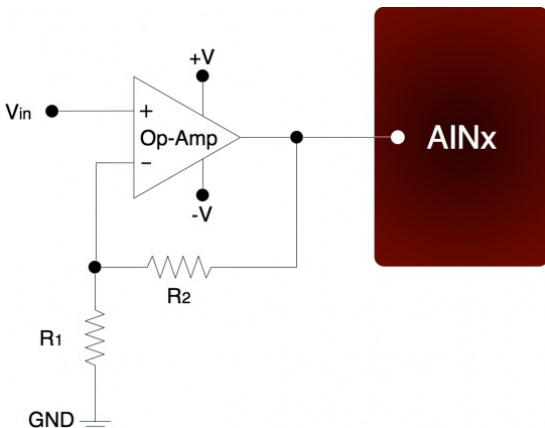 +V
Vin
+
Op-Amp
−
-V
AINx
R2
R1
GND